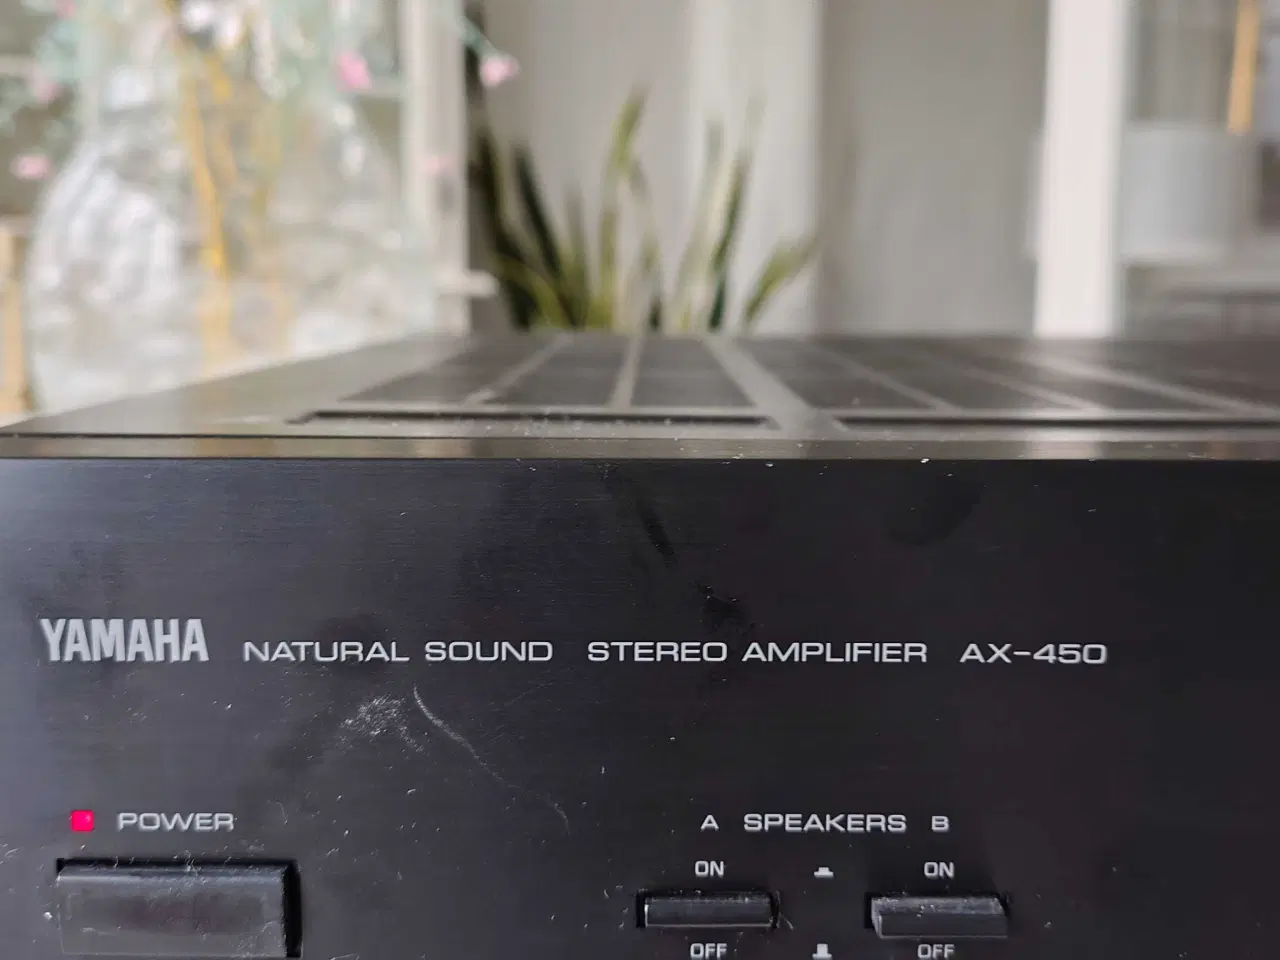 YAMAHA NATURAL SOUND STEREO AMPLIFIER AX-450
POWER
A SPEAKERS B
ON ON
OFF OFF